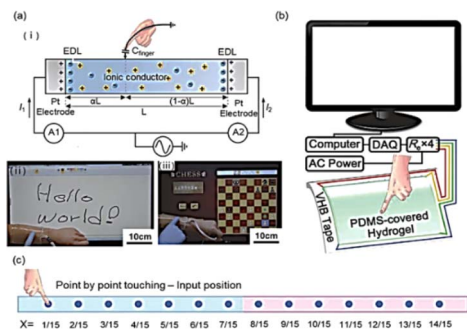 (a)
(i)
EDL
C finger
EDL
Ionic conductor
Pt
Electrode
αL
(1-α)L
L
Pt
Electrode
I₁
I₂
A1
A2
(ii)
Hello
world!
10cm
(iii)
CHESS
10cm
(b)
Computer
DAQ
R₀×4
AC Power
VHB Tape
PDMS-covered
Hydrogel
(c)
Point by point touching – Input position
X= 1/15 2/15 3/15 4/15 5/15 6/15 7/15 8/15 9/15 10/15 11/15 12/15 13/15 14/15